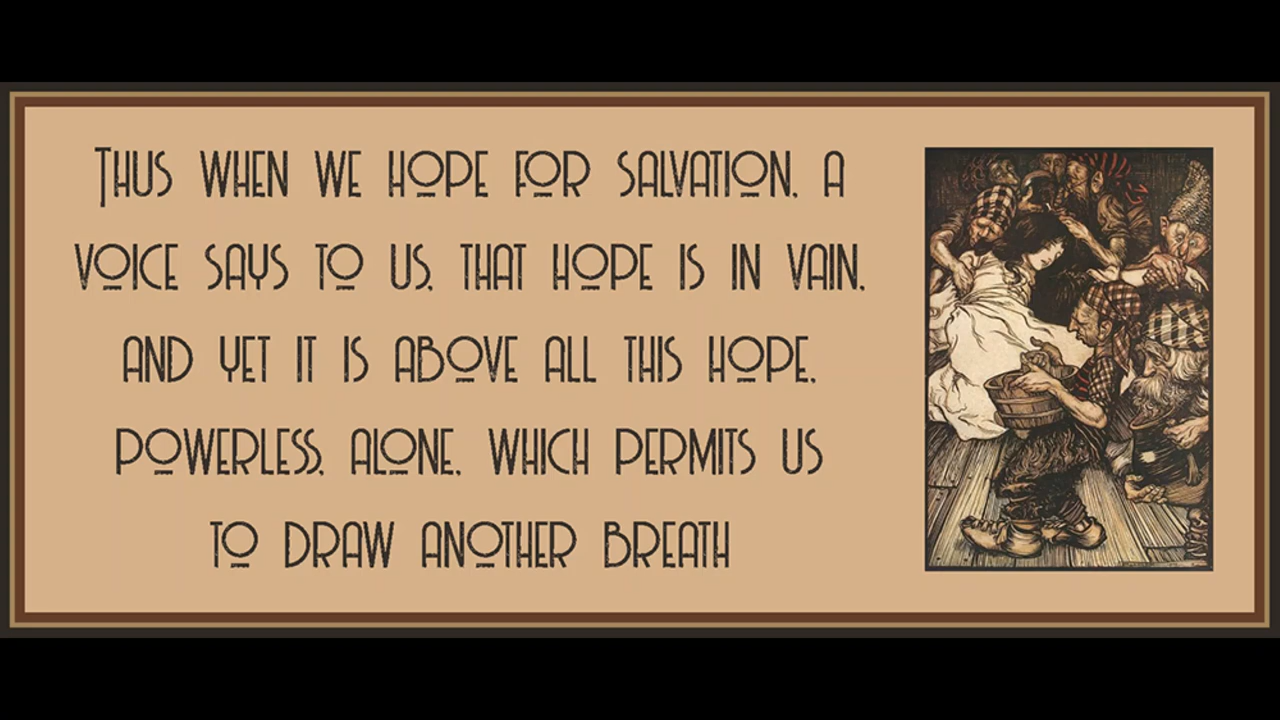 Thus when we hope for salvation, a
voice says to us, that hope is in vain,
and yet it is above all this hope,
powerless, alone, which permits us
to draw another breath